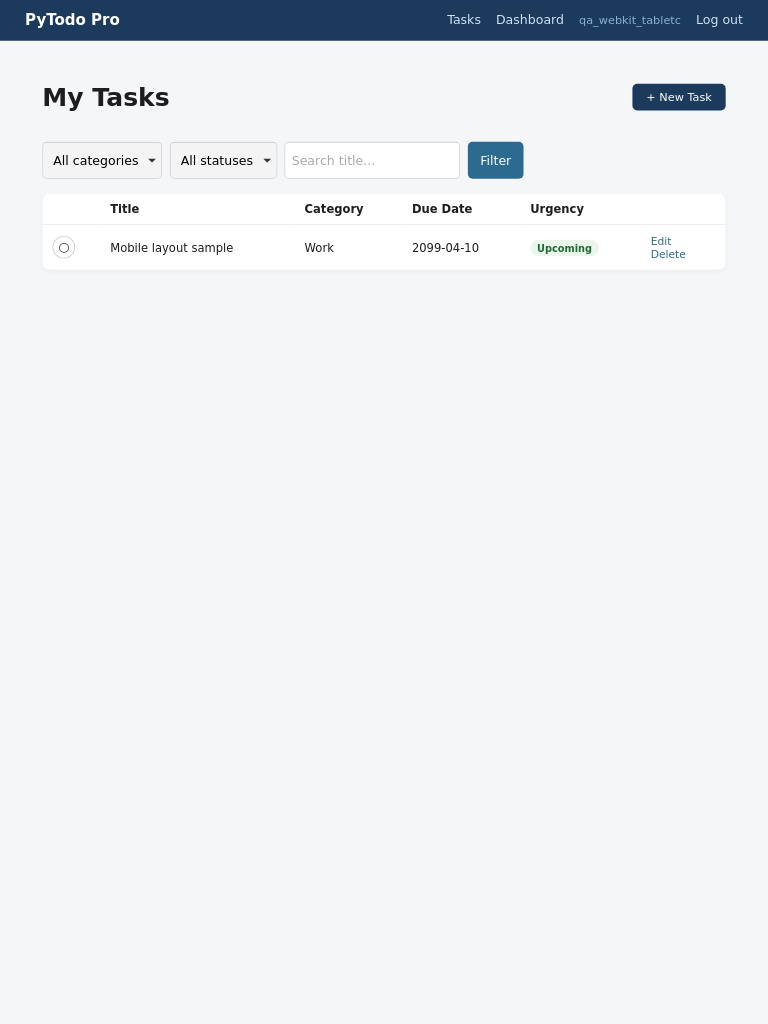 PyTodo Pro Tasks Dashboard qa_webkit_tabletc Log out
My Tasks + New Task
All categories All statuses Search title... Filter
Title Category Due Date Urgency
Mobile layout sample Work 2099-04-10 Upcoming Edit
Delete